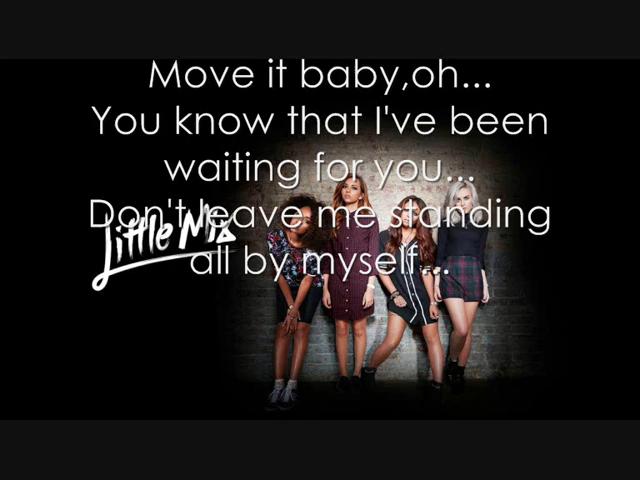 Move it baby,oh...
You know that I've been
waiting for you...
Don't leave me standing
all by myself...
Little Mix